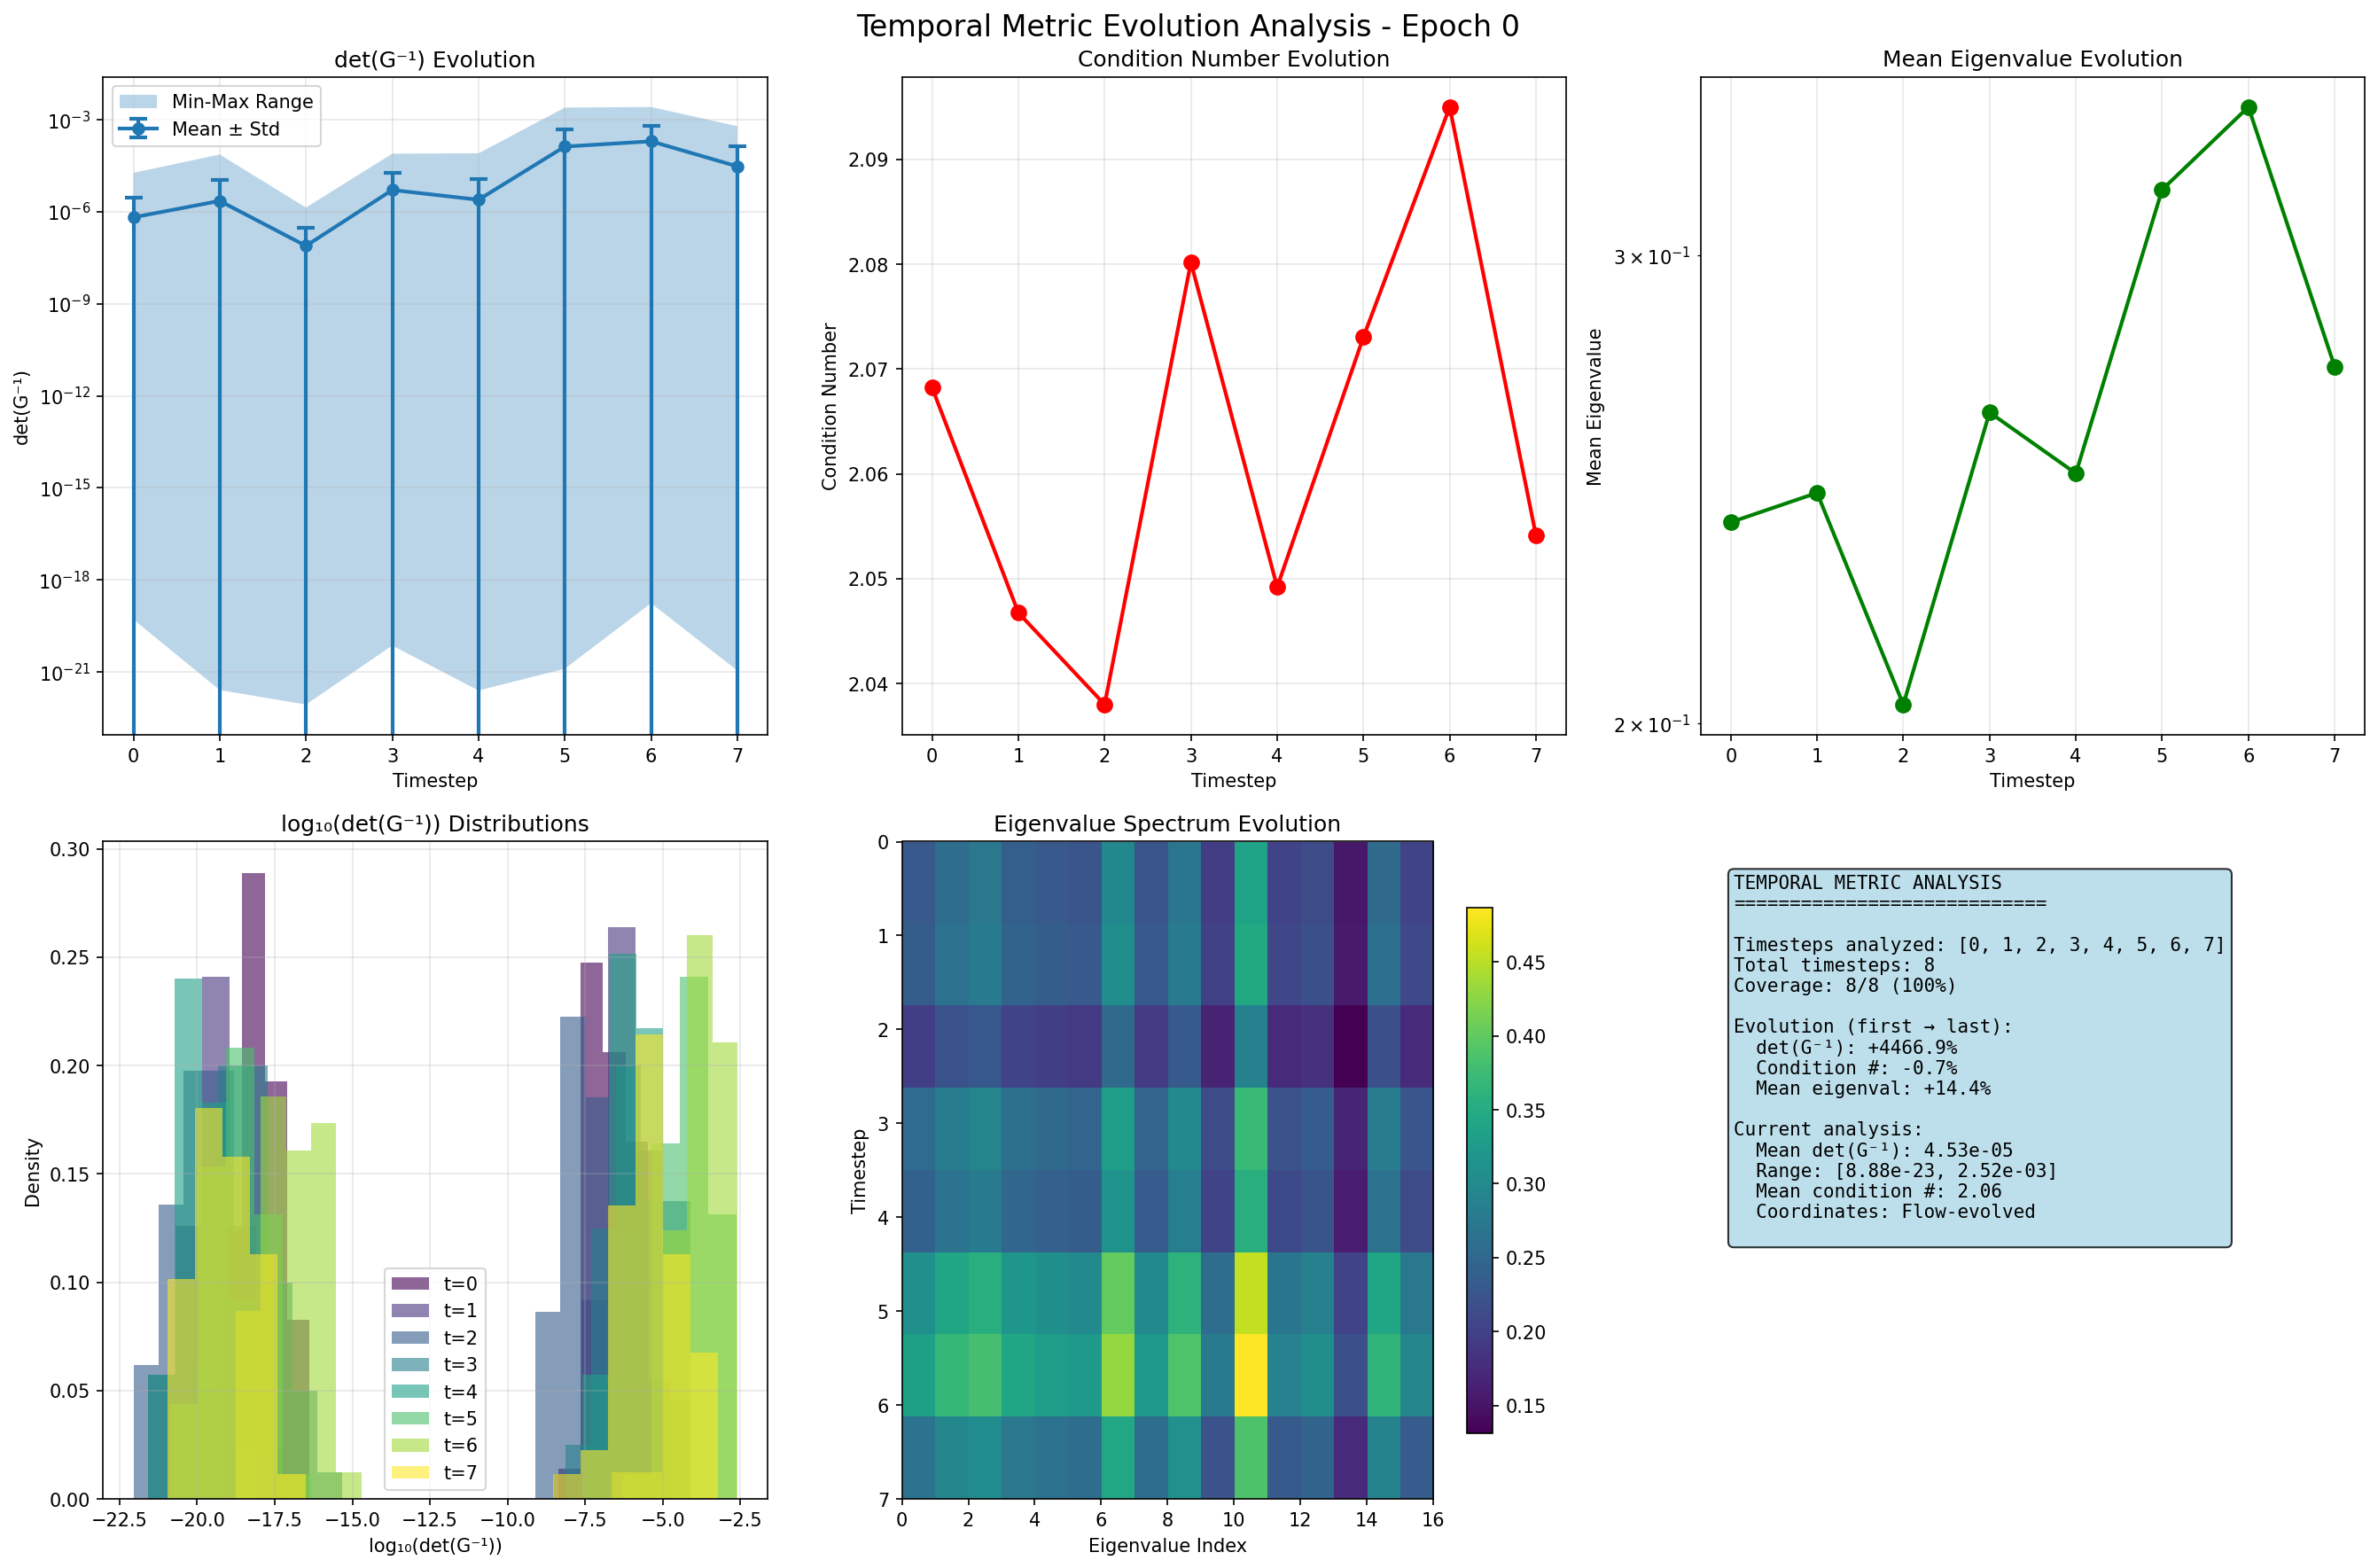 Temporal Metric Evolution Analysis - Epoch 0
det(G⁻¹) Evolution
Min-Max Range
Mean ± Std
10⁻³
10⁻⁶
10⁻⁹
10⁻¹²
10⁻¹⁵
10⁻¹⁸
10⁻²¹
det(G⁻¹)
0 1 2 3 4 5 6 7
Timestep
Condition Number Evolution
2.09
2.08
2.07
2.06
2.05
2.04
Condition Number
0 1 2 3 4 5 6 7
Timestep
Mean Eigenvalue Evolution
3 × 10⁻¹
2 × 10⁻¹
Mean Eigenvalue
0 1 2 3 4 5 6 7
Timestep
log₁₀(det(G⁻¹)) Distributions
0.30
0.25
0.20
0.15
0.10
0.05
0.00
Density
t=0
t=1
t=2
t=3
t=4
t=5
t=6
t=7
−22.5 −20.0 −17.5 −15.0 −12.5 −10.0 −7.5 −5.0 −2.5
log₁₀(det(G⁻¹))
Eigenvalue Spectrum Evolution
0
1
2
3
4
5
6
7
Timestep
0 2 4 6 8 10 12 14 16
Eigenvalue Index
0.45
0.40
0.35
0.30
0.25
0.20
0.15
TEMPORAL METRIC ANALYSIS
============================
Timesteps analyzed: [0, 1, 2, 3, 4, 5, 6, 7]
Total timesteps: 8
Coverage: 8/8 (100%)
Evolution (first → last):
det(G⁻¹): +4466.9%
Condition #: -0.7%
Mean eigenval: +14.4%
Current analysis:
Mean det(G⁻¹): 4.53e-05
Range: [8.88e-23, 2.52e-03]
Mean condition #: 2.06
Coordinates: Flow-evolved